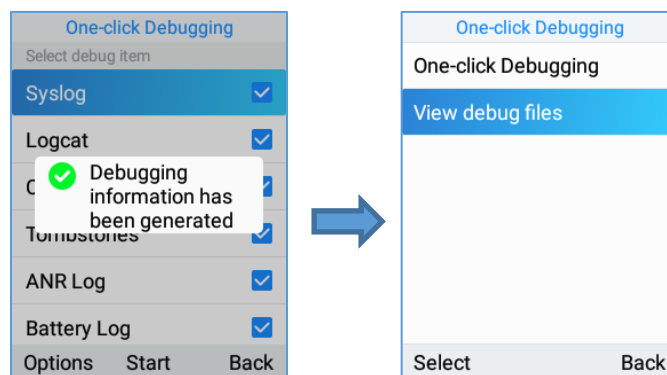 One-click Debugging
Select debug item
Syslog
Logcat
Debugging
information has
been generated
Tombstones
ANR Log
Battery Log
Options Start Back
One-click Debugging
One-click Debugging
View debug files
Select Back